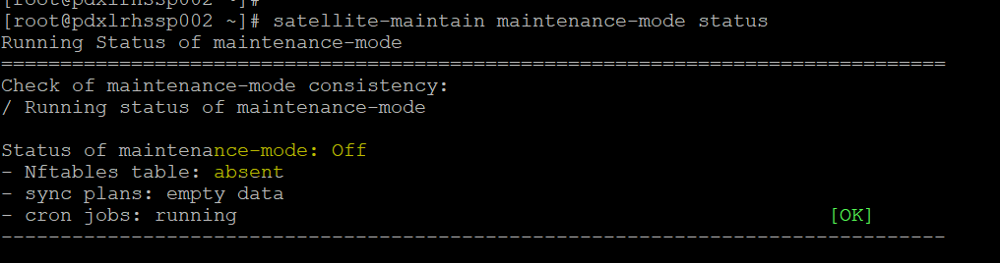 [root@pdxlrhssp002 ~]#
[root@pdxlrhssp002 ~]# satellite-maintain maintenance-mode status
Running Status of maintenance-mode
================================================================================
Check of maintenance-mode consistency:
/ Running status of maintenance-mode
Status of maintenance-mode: Off
- Nftables table: absent
- sync plans: empty data
- cron jobs: running [OK]
--------------------------------------------------------------------------------